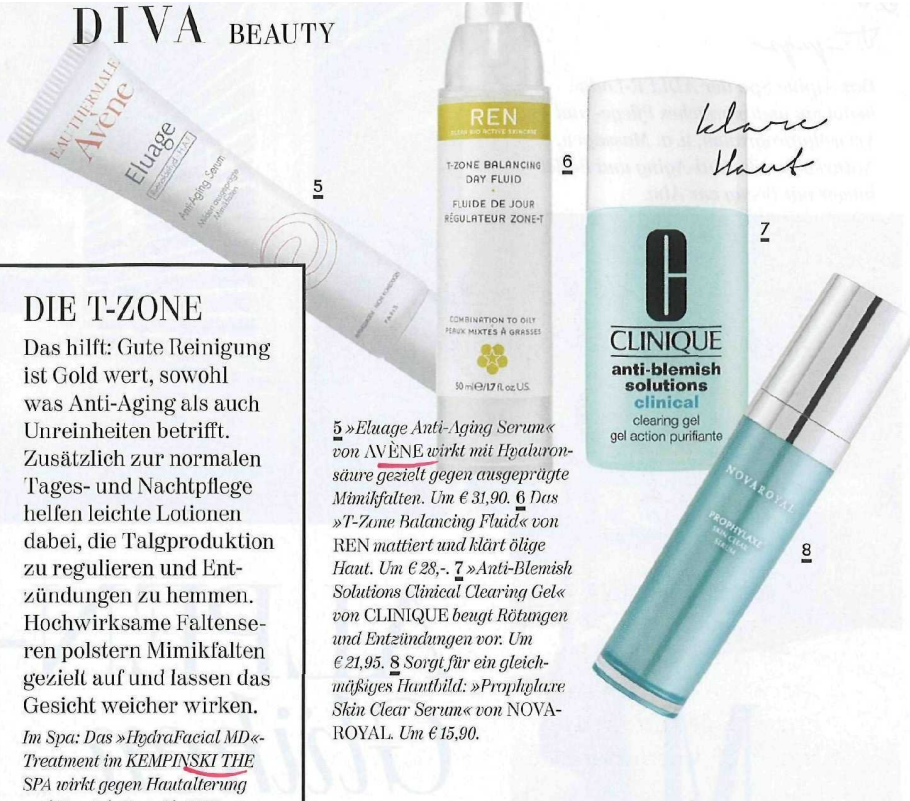 DIVA BEAUTY
EAU THERMALE
Avène
Eluage
Anti-Aging Serum
5
REN
CLEAN BIO ACTIVE SKINCARE
T-ZONE BALANCING
DAY FLUID
FLUIDE DE JOUR
RÉGULATEUR ZONE-T
COMBINATION TO OILY
PEAUX MIXTES À GRASSES
50 ml℮/1.7 fl.oz.U.S.
6
klare
Haut
7
CLINIQUE
anti-blemish
solutions
clinical
clearing gel
gel action purifiante
NOVAROYAL
PROPHYLAXE
SKIN CLEAR
SERUM
8
DIE T-ZONE
Das hilft: Gute Reinigung
ist Gold wert, sowohl
was Anti-Aging als auch
Unreinheiten betrifft.
Zusätzlich zur normalen
Tages- und Nachtpflege
helfen leichte Lotionen
dabei, die Talgproduktion
zu regulieren und Ent-
zündungen zu hemmen.
Hochwirksame Faltense-
ren polstern Mimikfalten
gezielt auf und lassen das
Gesicht weicher wirken.
Im Spa: Das »HydraFacial MD«-
Treatment im KEMPINSKI THE
SPA wirkt gegen Hautalterung
5 »Eluage Anti-Aging Serum«
von AVÈNE wirkt mit Hyaluron-
säure gezielt gegen ausgeprägte
Mimikfalten. Um € 31,90. 6 Das
»T-Zone Balancing Fluid« von
REN mattiert und klärt ölige
Haut. Um € 28,-. 7 »Anti-Blemish
Solutions Clinical Clearing Gel«
von CLINIQUE beugt Rötungen
und Entzündungen vor. Um
€ 21,95. 8 Sorgt für ein gleich-
mäßiges Hautbild: »Prophylaxe
Skin Clear Serum« von NOVA-
ROYAL. Um € 15,90.